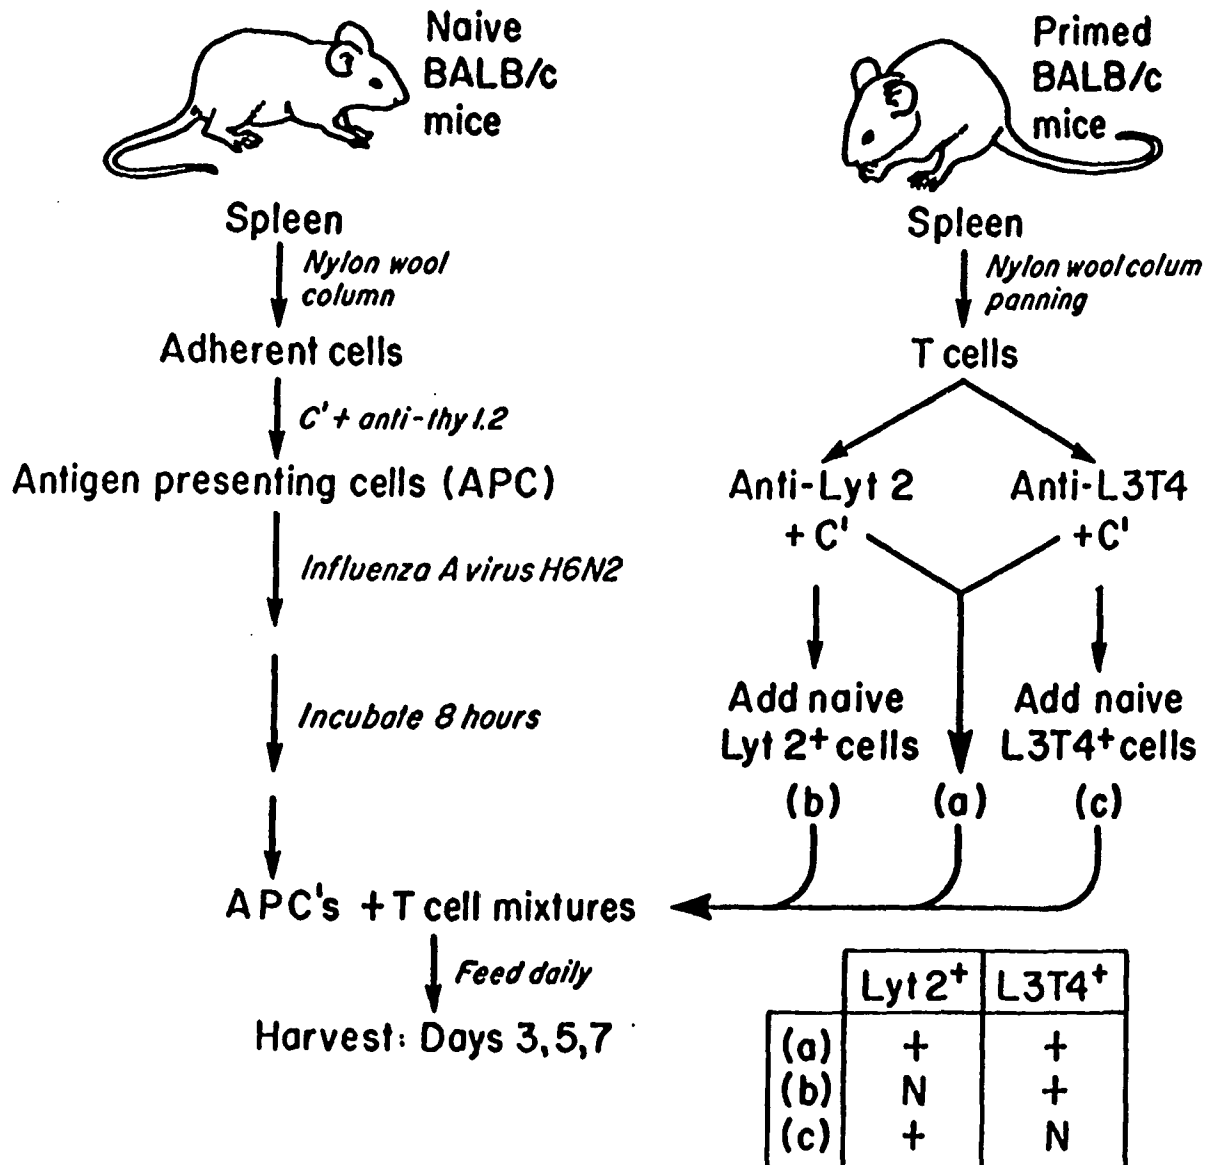 Naive
BALB/c
mice
Spleen
Nylon wool
column
Adherent cells
C' + anti-thy 1.2
Antigen presenting cells (APC)
Influenza A virus H6N2
Incubate 8 hours
APC's + T cell mixtures
Feed daily
Harvest: Days 3, 5, 7
Primed
BALB/c
mice
Spleen
Nylon wool colum
panning
T cells
Anti-Lyt 2
+ C'
Anti-L3T4
+ C'
Add naive
Lyt 2+ cells
Add naive
L3T4+ cells
(b) (a) (c)
Lyt 2+ L3T4+
(a) + +
(b) N +
(c) + N